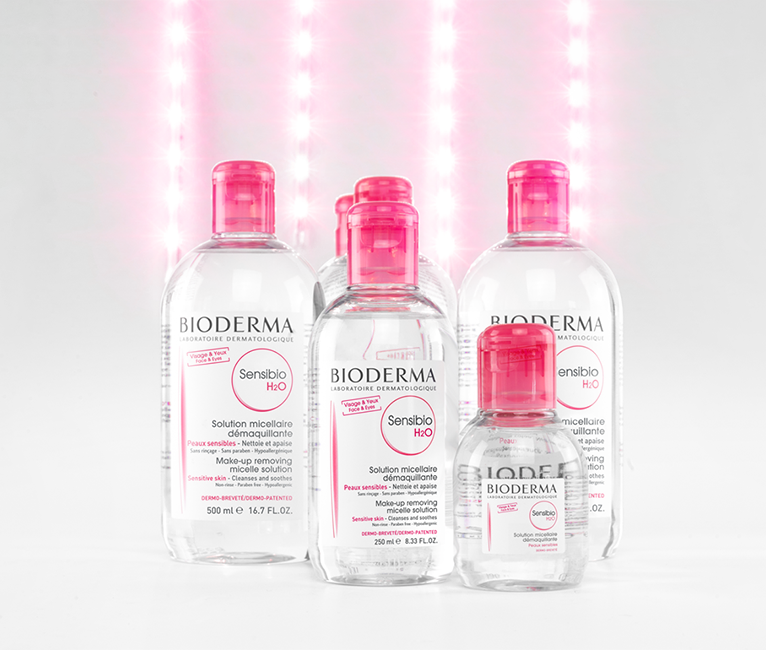 BIODERMA
LABORATOIRE DERMATOLOGIQUE
Visage & Yeux
Face & Eyes
Sensibio
H2O
Solution micellaire
démaquillante
Peaux sensibles - Nettoie et apaise
Sans rinçage - Sans paraben - Hypoallergénique
Make-up removing
micelle solution
Sensitive skin - Cleanses and soothes
Non-rinse - Paraben free - Hypoallergenic
DERMO-BREVETÉ/DERMO-PATENTED
500 ml e 16.7 FL.OZ.
BIODERMA
LABORATOIRE DERMATOLOGIQUE
Visage & Yeux
Face & Eyes
Sensibio
H2O
Solution micellaire
démaquillante
Peaux sensibles - Nettoie et apaise
Sans rinçage - Sans paraben - Hypoallergénique
Make-up removing
micelle solution
Sensitive skin - Cleanses and soothes
Non-rinse - Paraben free - Hypoallergenic
DERMO-BREVETÉ/DERMO-PATENTED
250 ml e 8.33 FL.OZ.
BIODERMA
LABORATOIRE DERMATOLOGIQUE
Sensibio
H2O
Solution micellaire
démaquillante
Peaux sensibles
BIODERMA
DERMATOLOGIQUE
ensibio
H2O
micellaire